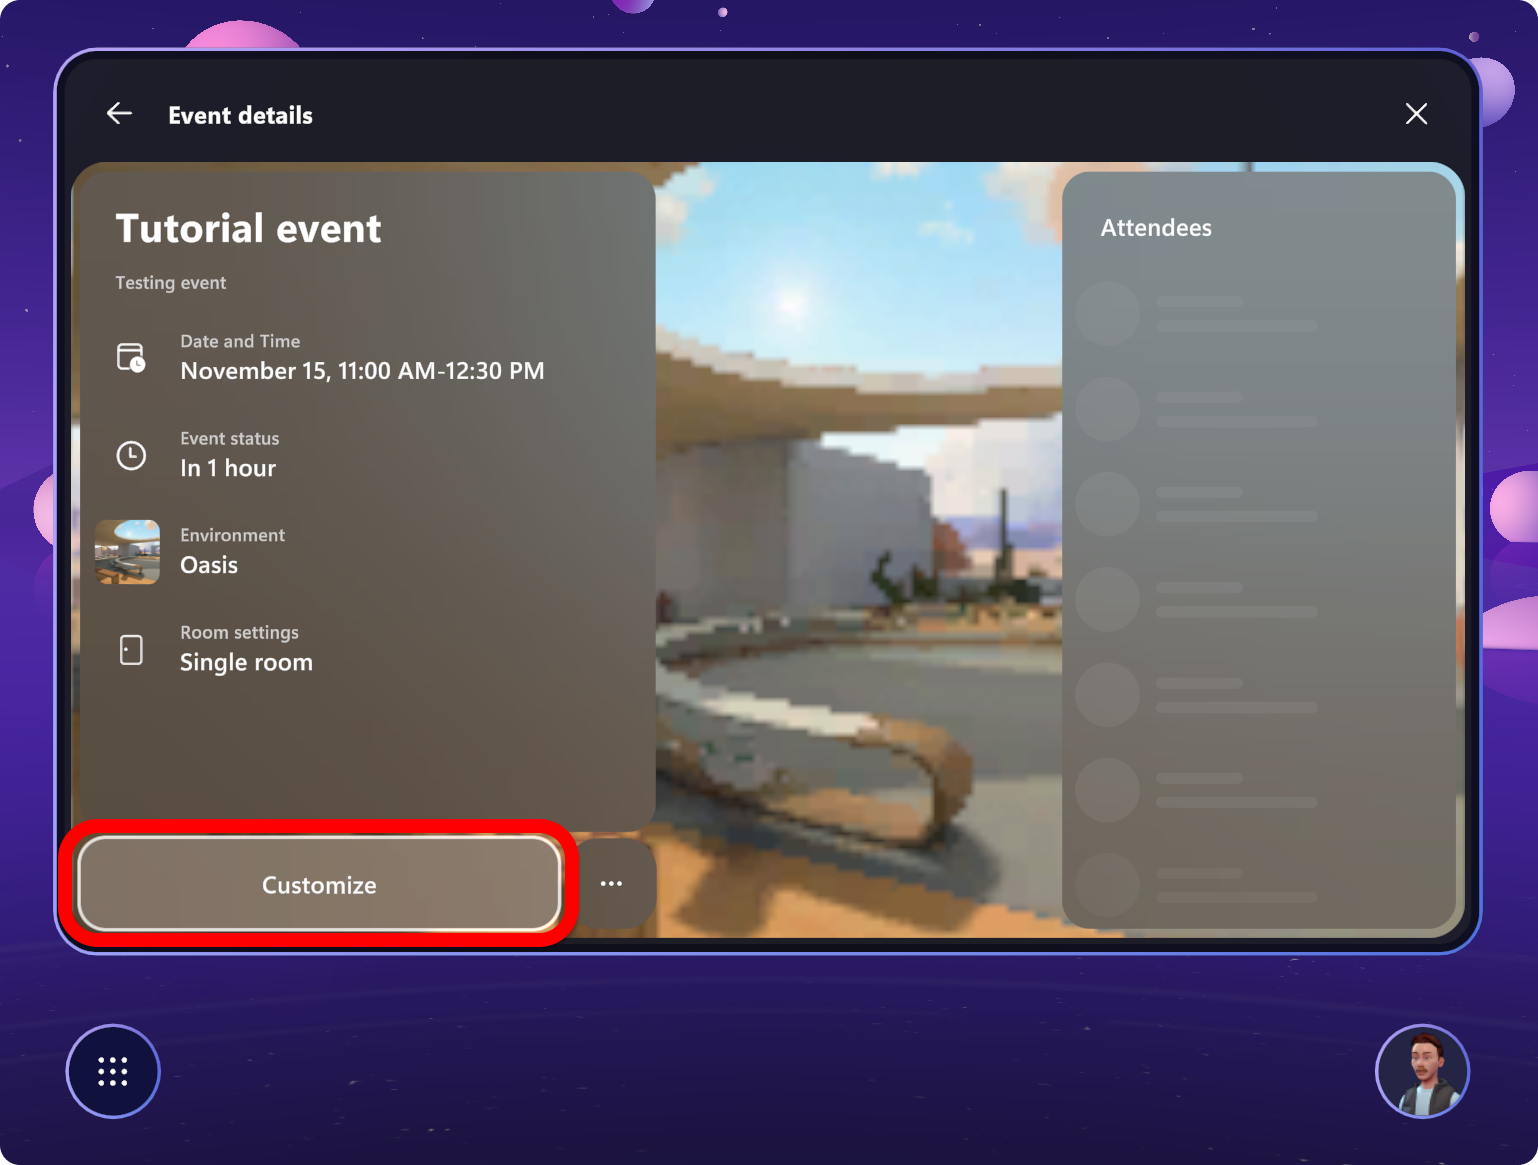 Event details
Tutorial event
Testing event
Date and Time
November 15, 11:00 AM-12:30 PM
Event status
In 1 hour
Environment
Oasis
Room settings
Single room
Customize
Attendees